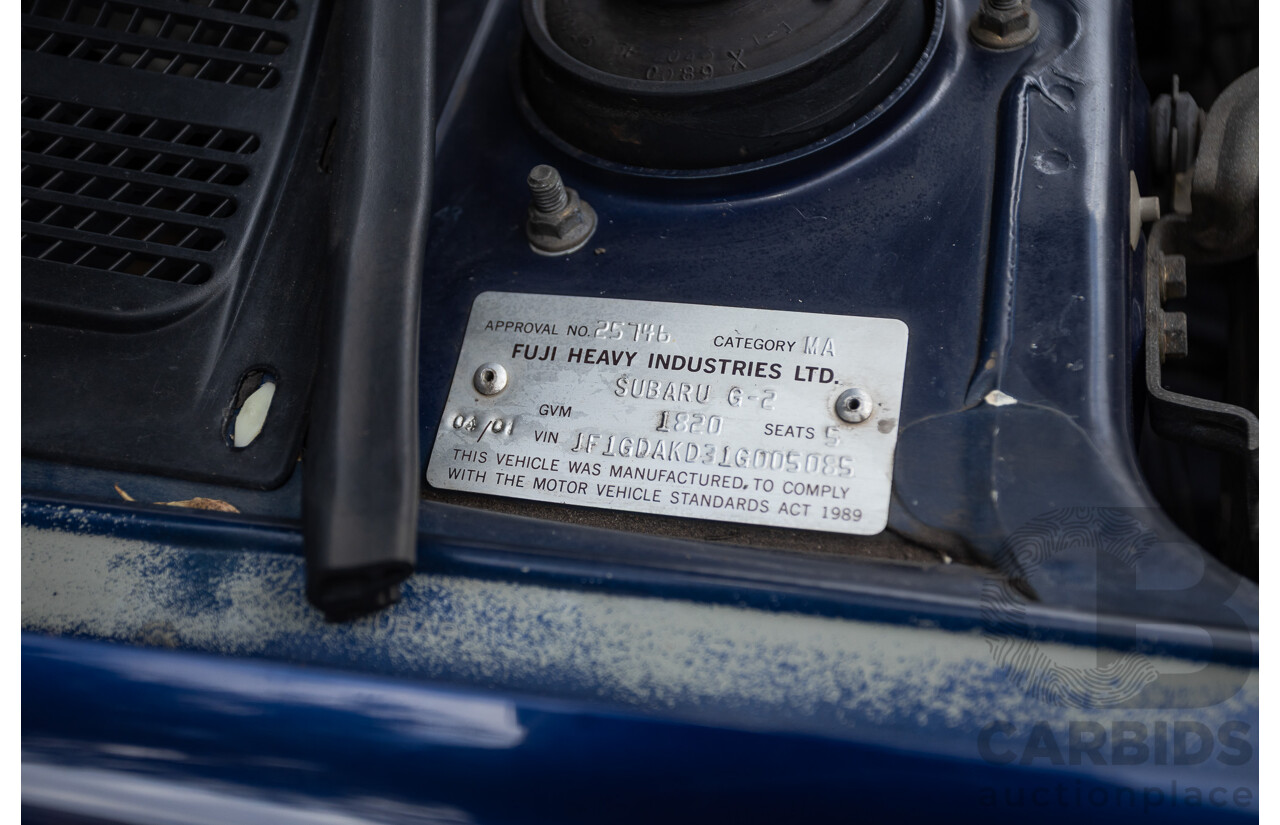 0089 X
APPROVAL NO. 25746 CATEGORY MA
FUJI HEAVY INDUSTRIES LTD.
SUBARU G-2
GVM 1820 SEATS 5
04/01 VIN JF1GDAKD31G005085
THIS VEHICLE WAS MANUFACTURED, TO COMPLY
WITH THE MOTOR VEHICLE STANDARDS ACT 1989
CB
CARBIDS
auctionplace